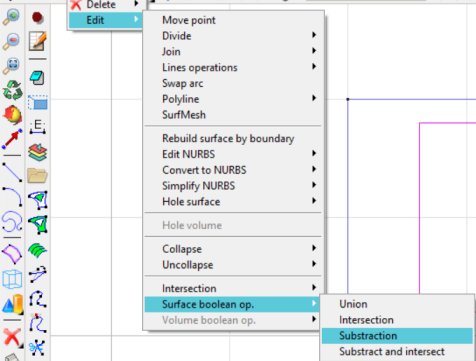 Delete
Edit
Move point
Divide
Join
Lines operations
Swap arc
Polyline
SurfMesh
Rebuild surface by boundary
Edit NURBS
Convert to NURBS
Simplify NURBS
Hole surface
Hole volume
Collapse
Uncollapse
Intersection
Surface boolean op.
Volume boolean op.
Union
Intersection
Substraction
Substract and intersect
:E: